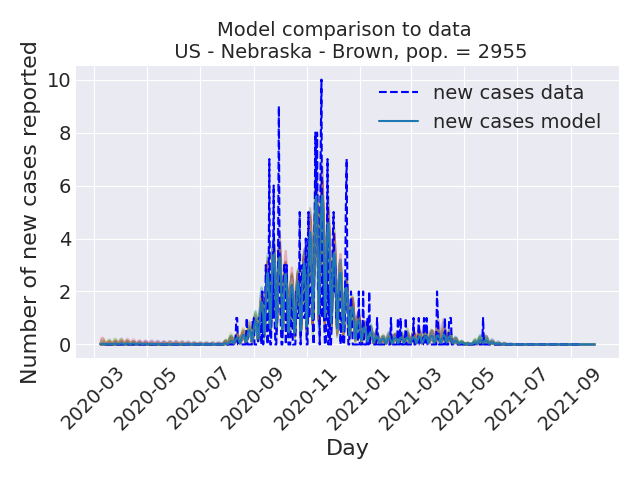 Model comparison to data
US - Nebraska - Brown, pop. = 2955
Number of new cases reported
10
8
6
4
2
0
new cases data
new cases model
2020-03
2020-05
2020-07
2020-09
2020-11
2021-01
2021-03
2021-05
2021-07
2021-09
Day